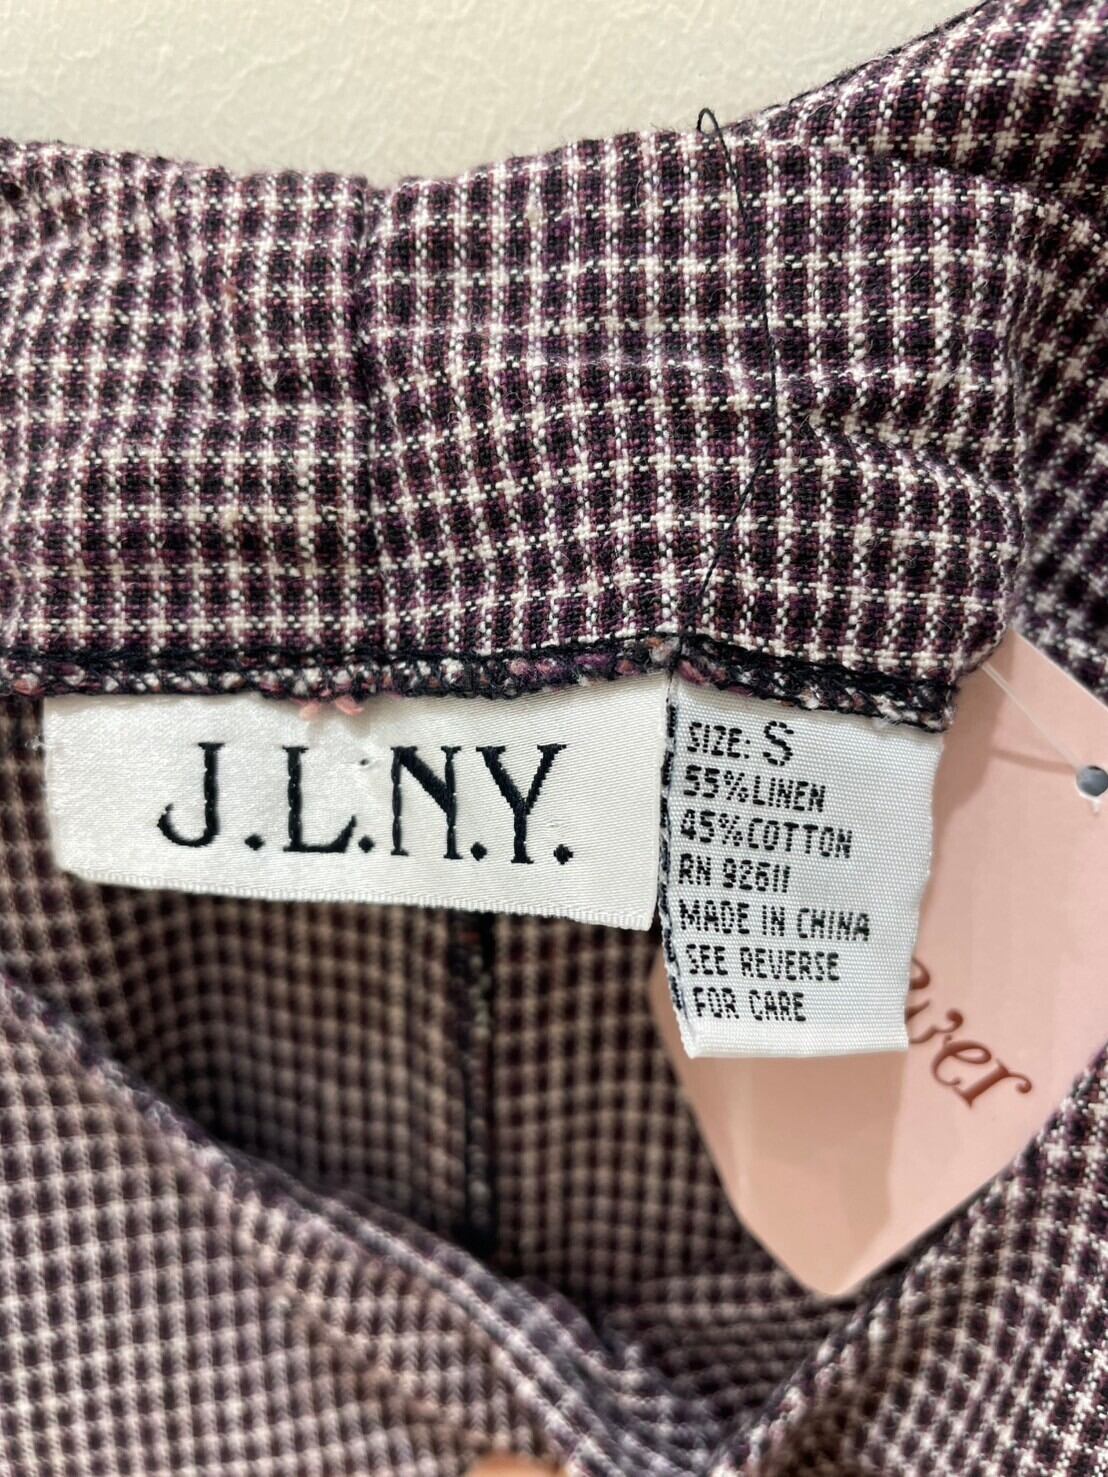 J.L.N.Y.
SIZE: S
55%LINEN
45%COTTON
RN 92611
MADE IN CHINA
SEE REVERSE
FOR CARE